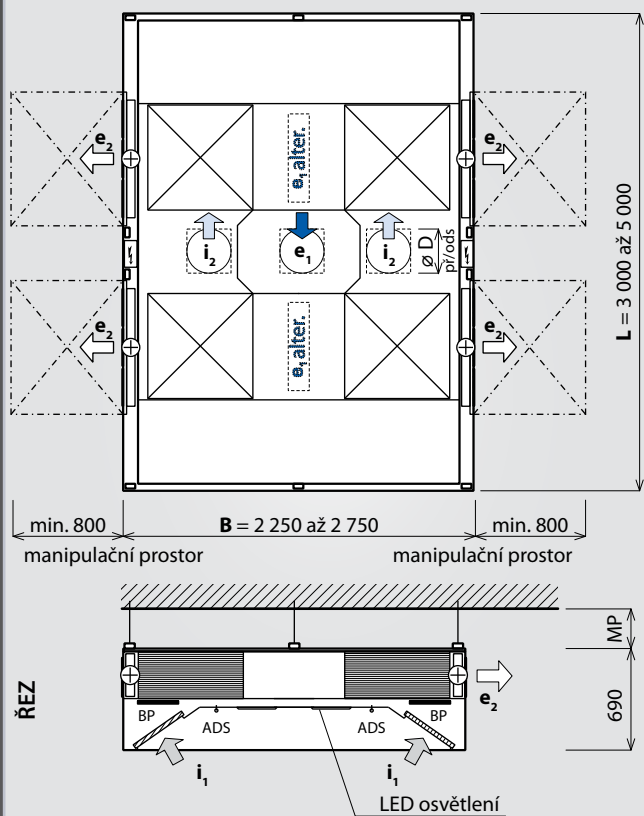 e₁ alter.
e₂
e₂
i₂
e₁
i₂
ø D
př/ods
L = 3 000 až 5 000
e₂
e₂
e₁ alter.
min. 800
B = 2 250 až 2 750
min. 800
manipulační prostor
manipulační prostor
MP
ŘEZ
e₂
690
BP
ADS
ADS
BP
i₁
i₁
LED osvětlení